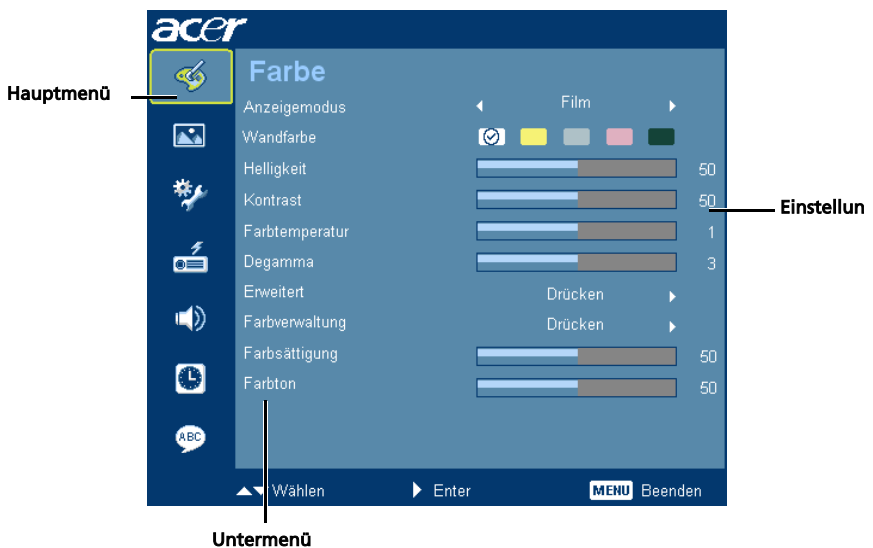 acer
Farbe
Hauptmenü
Anzeigemodus Film
Wandfarbe
Helligkeit 50
Kontrast 50
Einstellun
Farbtemperatur 1
Degamma 3
Erweitert Drücken
Farbverwaltung Drücken
Farbsättigung 50
Farbton 50
ABC
Wählen Enter MENU Beenden
Untermenü